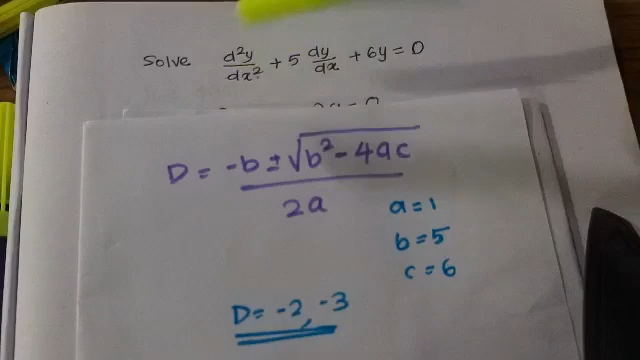 Solve d²y/dx² + 5 dy/dx + 6y = 0
D = -b ± √(b² - 4ac) / 2a
a = 1
b = 5
c = 6
D = -2, -3